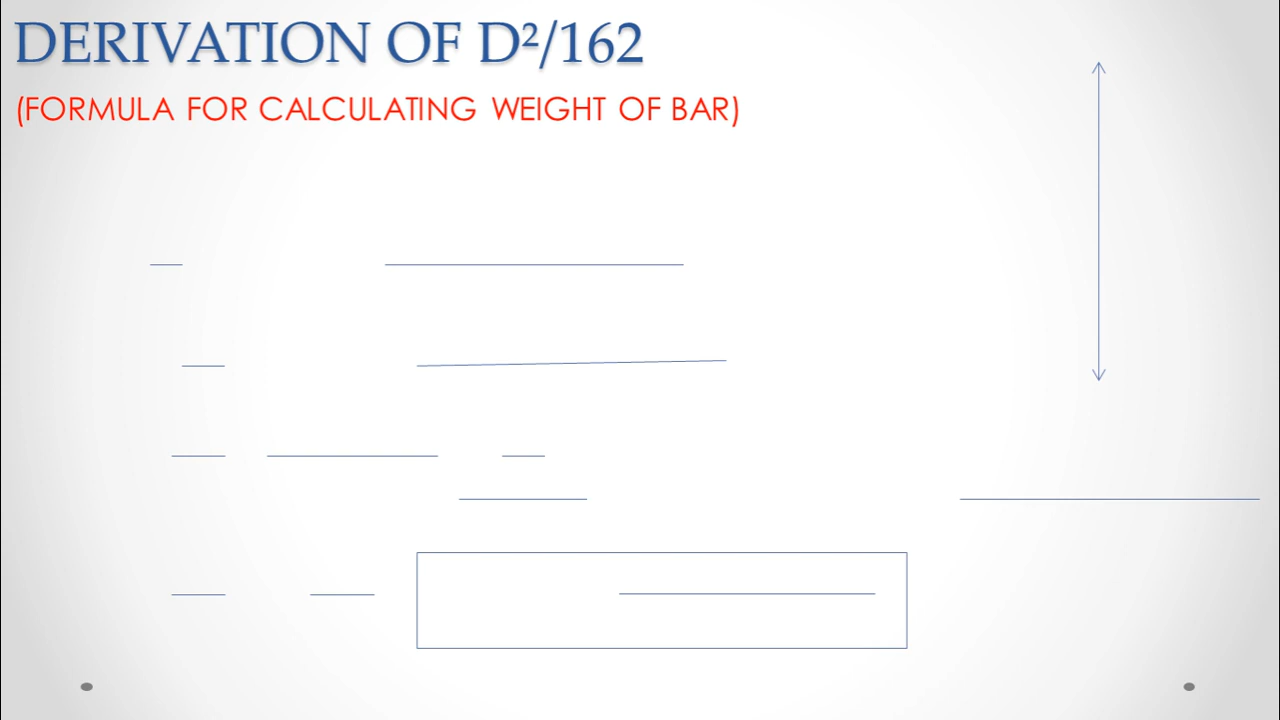 DERIVATION OF D²/162
(FORMULA FOR CALCULATING WEIGHT OF BAR)